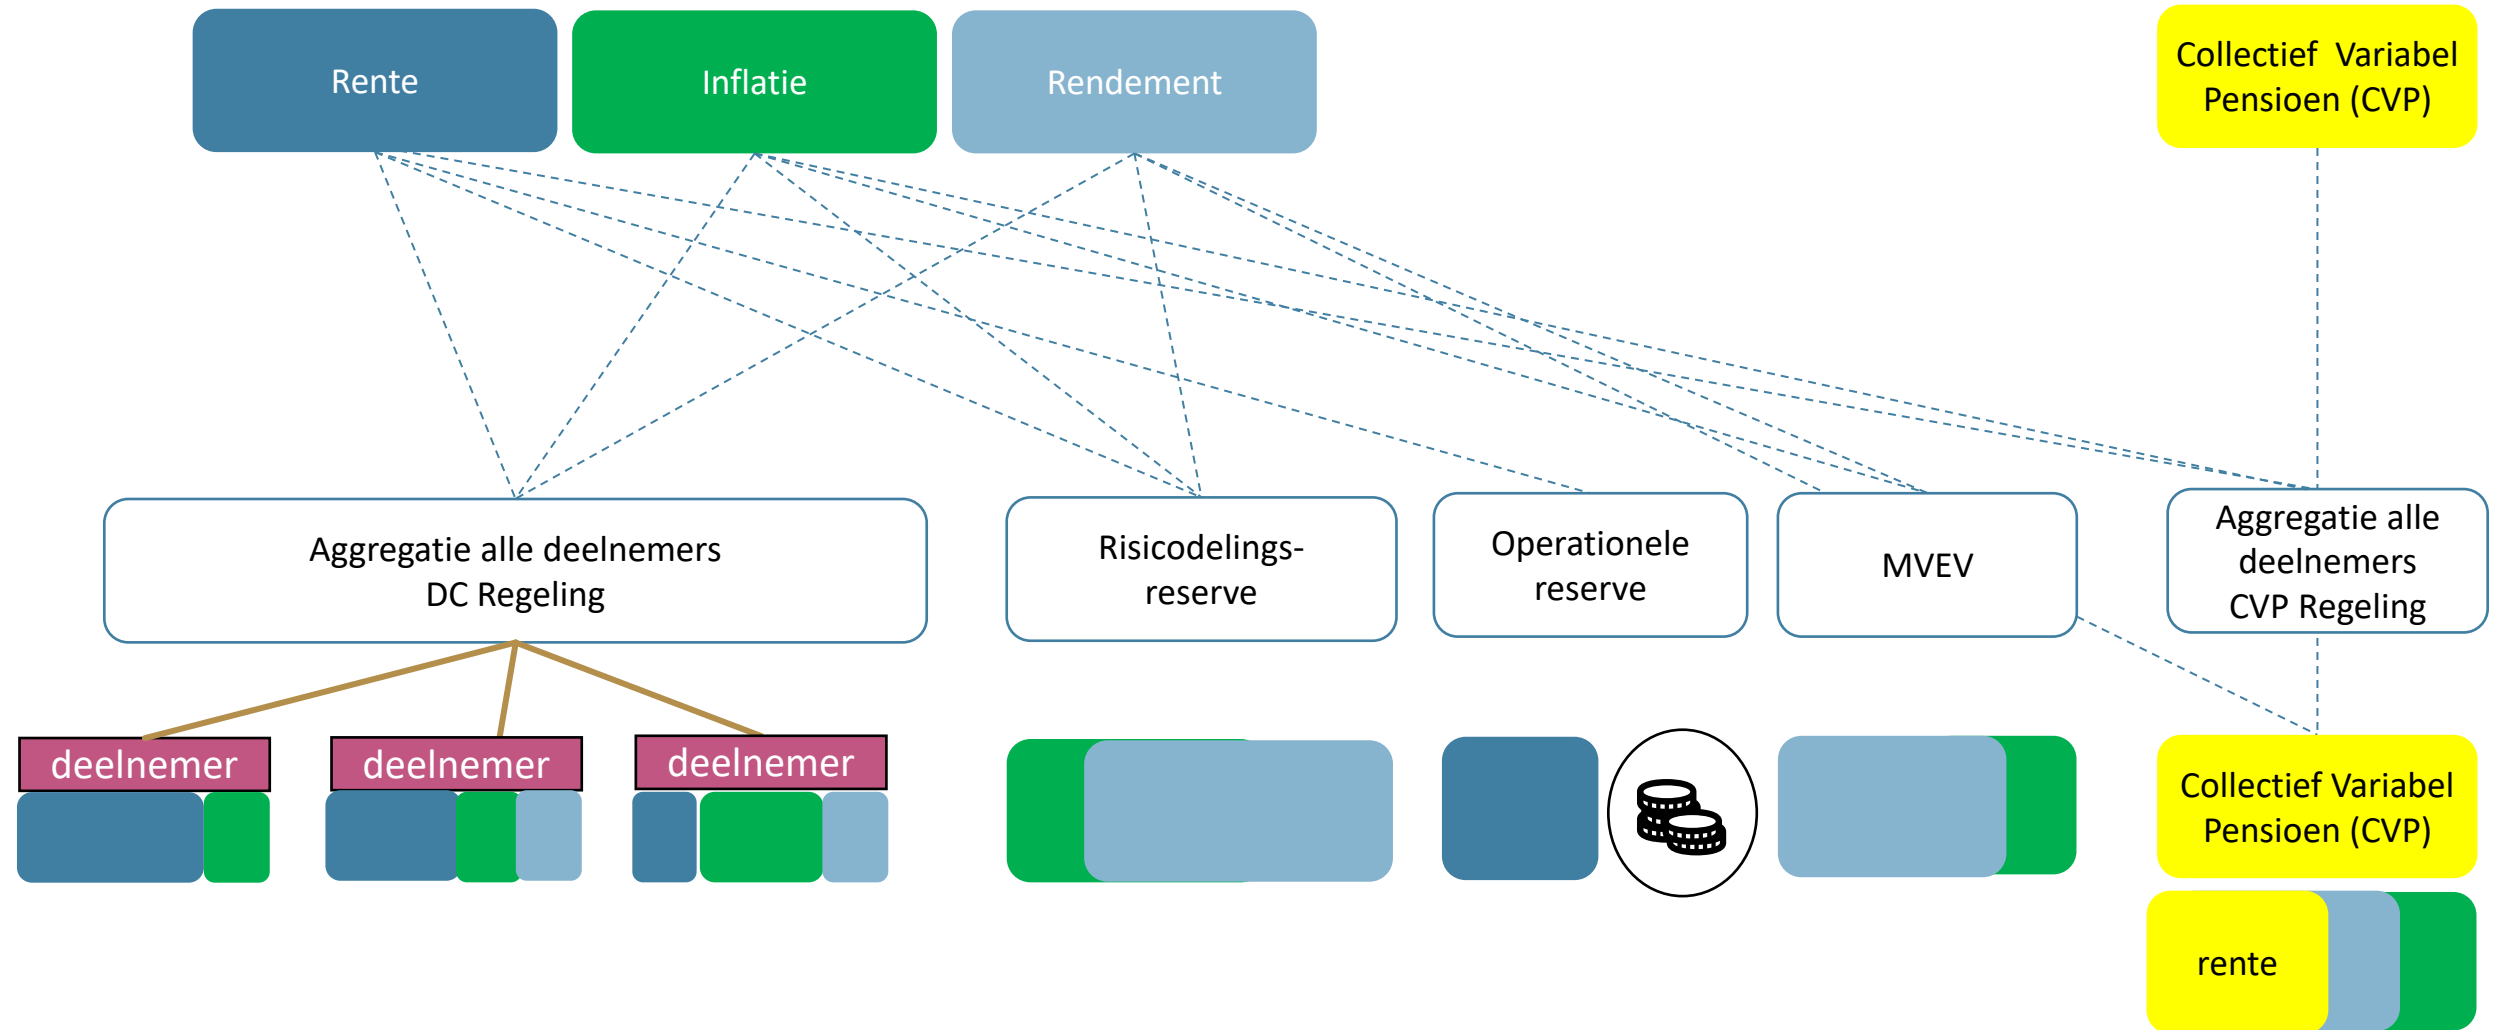 Rente
Inflatie
Rendement
Collectief Variabel
Pensioen (CVP)
Aggregatie alle deelnemers
DC Regeling
Risicodelings-
reserve
Operationele
reserve
MVEV
Aggregatie alle
deelnemers
CVP Regeling
deelnemer
deelnemer
deelnemer
Collectief Variabel
Pensioen (CVP)
rente